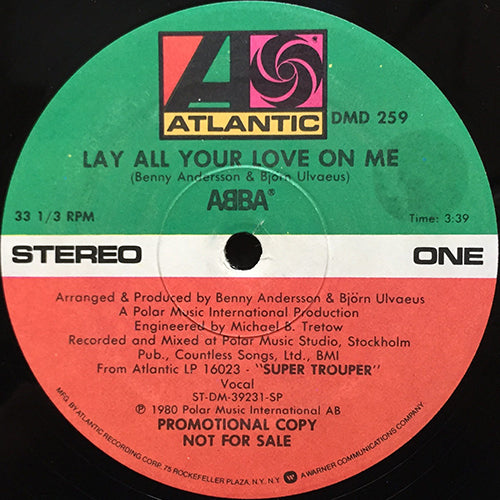 ATLANTIC
DMD 259
LAY ALL YOUR LOVE ON ME
(Benny Andersson & Björn Ulvaeus)
ABBA®
33 1/3 RPM
Time: 3:39
STEREO
ONE
Arranged & Produced by Benny Andersson & Björn Ulvaeus
A Polar Music International Production
Engineered by Michael B. Tretow
Recorded and Mixed at Polar Music Studio, Stockholm
Pub., Countless Songs, Ltd., BMI
From Atlantic LP 16023 - "SUPER TROUPER"
Vocal
ST-DM-39231-SP
℗ 1980 Polar Music International AB
PROMOTIONAL COPY
NOT FOR SALE
MFG. BY ATLANTIC RECORDING CORP. 75 ROCKEFELLER PLAZA, N.Y. N.Y. A WARNER COMMUNICATIONS COMPANY.